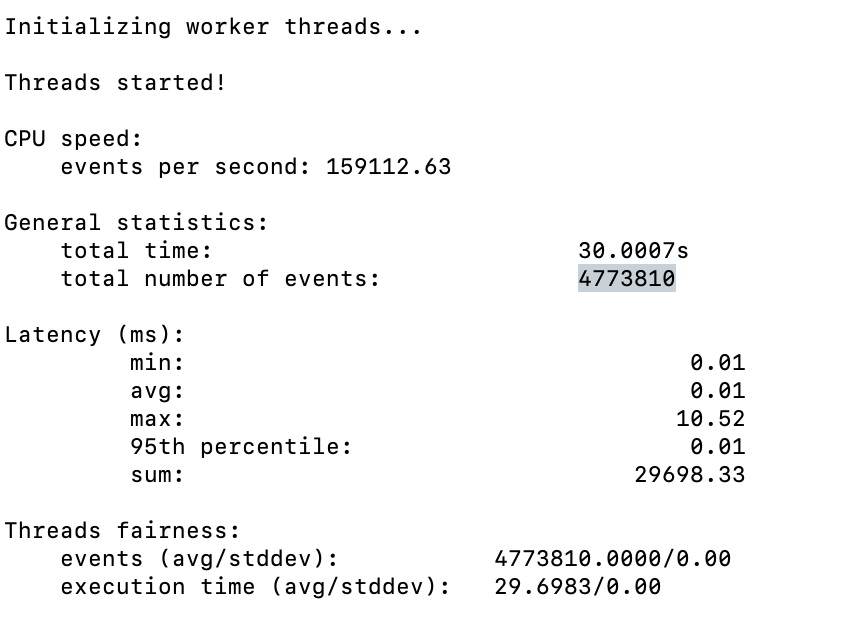 Initializing worker threads...
Threads started!
CPU speed:
events per second: 159112.63
General statistics:
total time: 30.0007s
total number of events: 4773810
Latency (ms):
min: 0.01
avg: 0.01
max: 10.52
95th percentile: 0.01
sum: 29698.33
Threads fairness:
events (avg/stddev): 4773810.0000/0.00
execution time (avg/stddev): 29.6983/0.00